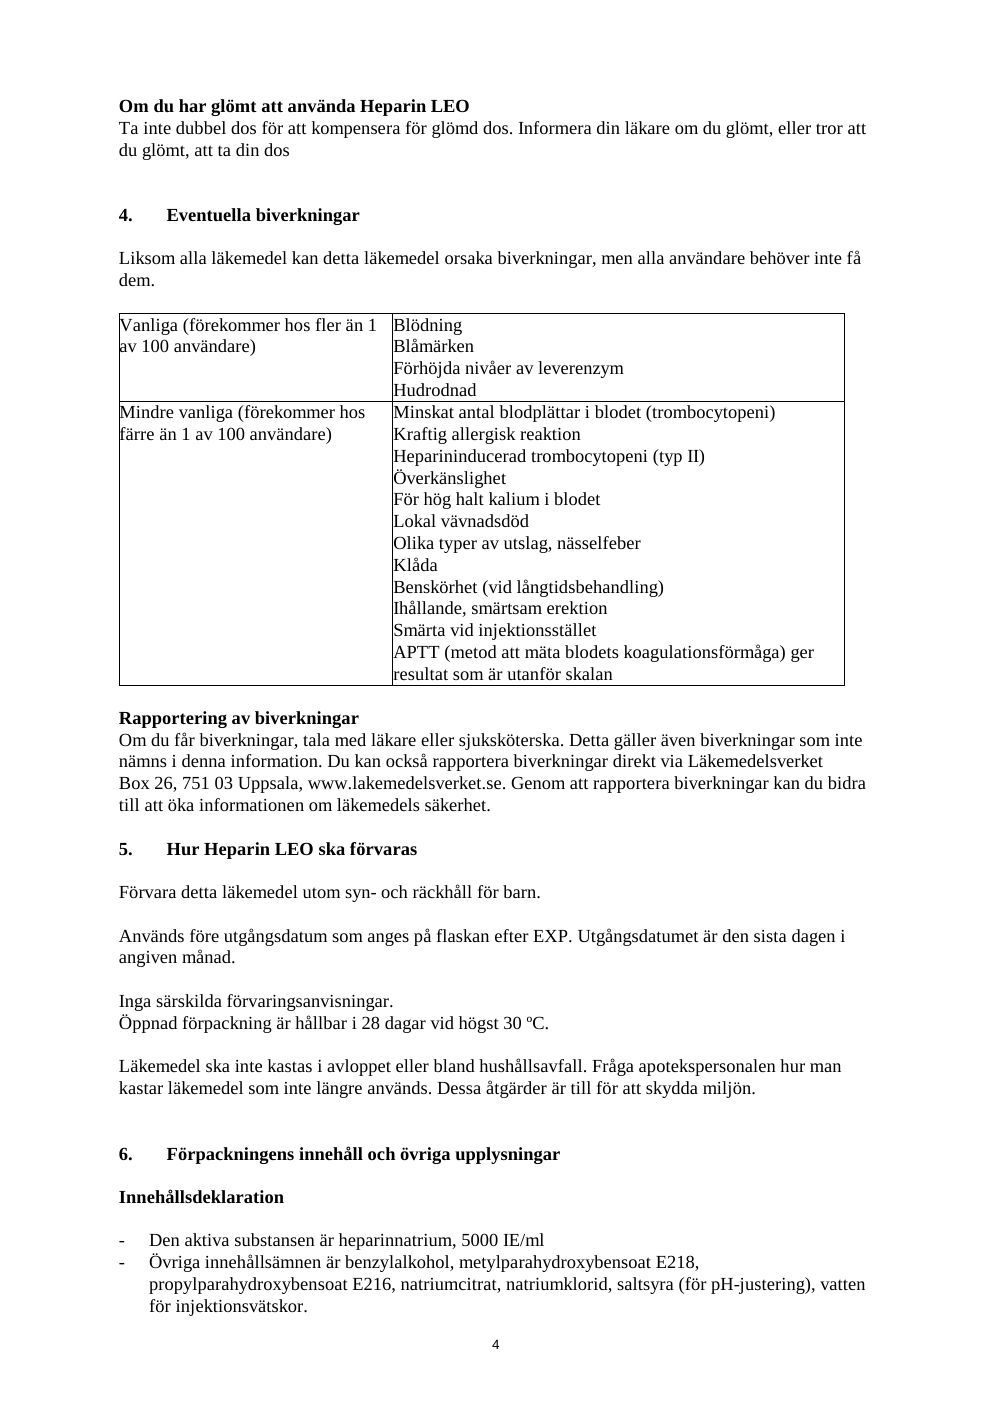 Om du har glömt att använda Heparin LEO
Ta inte dubbel dos för att kompensera för glömd dos. Informera din läkare om du glömt, eller tror att
du glömt, att ta din dos
4. Eventuella biverkningar
Liksom alla läkemedel kan detta läkemedel orsaka biverkningar, men alla användare behöver inte få
dem.
Vanliga (förekommer hos fler än 1
av 100 användare)
Blödning
Blåmärken
Förhöjda nivåer av leverenzym
Hudrodnad
Mindre vanliga (förekommer hos
färre än 1 av 100 användare)
Minskat antal blodplättar i blodet (trombocytopeni)
Kraftig allergisk reaktion
Heparininducerad trombocytopeni (typ II)
Överkänslighet
För hög halt kalium i blodet
Lokal vävnadsdöd
Olika typer av utslag, nässelfeber
Klåda
Benskörhet (vid långtidsbehandling)
Ihållande, smärtsam erektion
Smärta vid injektionsstället
APTT (metod att mäta blodets koagulationsförmåga) ger
resultat som är utanför skalan
Rapportering av biverkningar
Om du får biverkningar, tala med läkare eller sjuksköterska. Detta gäller även biverkningar som inte
nämns i denna information. Du kan också rapportera biverkningar direkt via Läkemedelsverket
Box 26, 751 03 Uppsala, www.lakemedelsverket.se. Genom att rapportera biverkningar kan du bidra
till att öka informationen om läkemedels säkerhet.
5. Hur Heparin LEO ska förvaras
Förvara detta läkemedel utom syn- och räckhåll för barn.
Används före utgångsdatum som anges på flaskan efter EXP. Utgångsdatumet är den sista dagen i
angiven månad.
Inga särskilda förvaringsanvisningar.
Öppnad förpackning är hållbar i 28 dagar vid högst 30 ºC.
Läkemedel ska inte kastas i avloppet eller bland hushållsavfall. Fråga apotekspersonalen hur man
kastar läkemedel som inte längre används. Dessa åtgärder är till för att skydda miljön.
6. Förpackningens innehåll och övriga upplysningar
Innehållsdeklaration
- Den aktiva substansen är heparinnatrium, 5000 IE/ml
- Övriga innehållsämnen är benzylalkohol, metylparahydroxybensoat E218,
propylparahydroxybensoat E216, natriumcitrat, natriumklorid, saltsyra (för pH-justering), vatten
för injektionsvätskor.
4